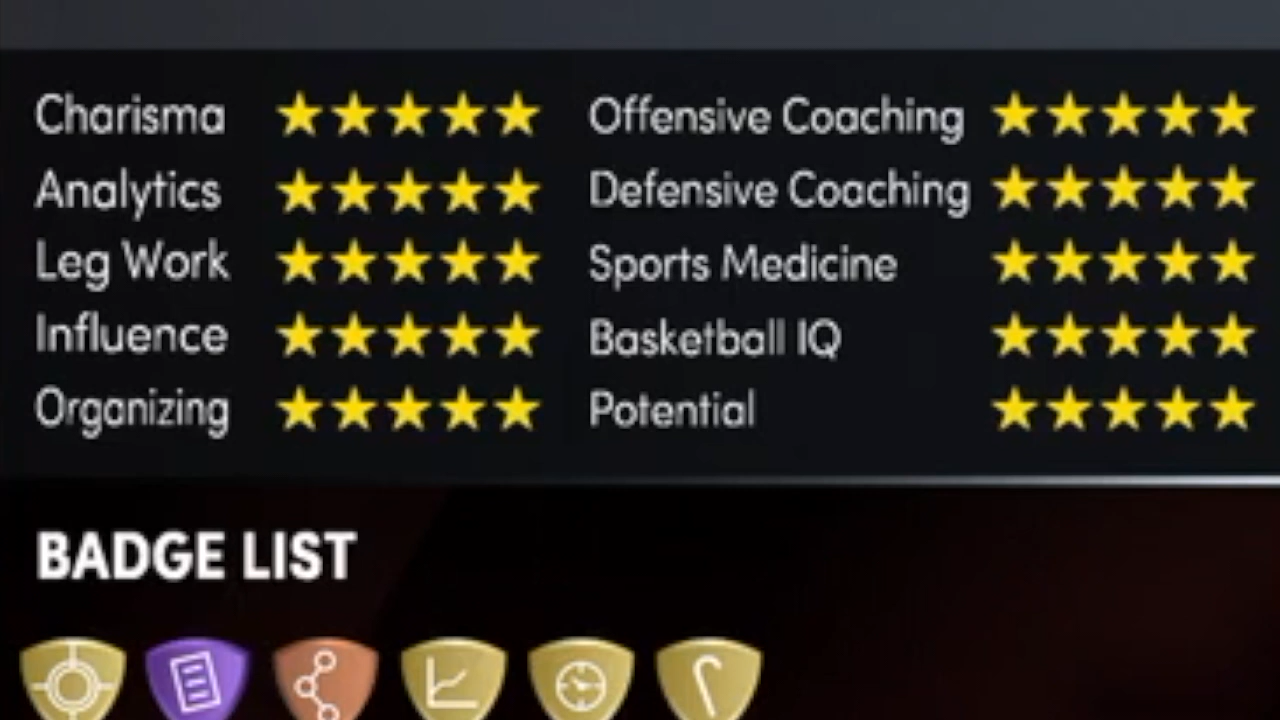 Charisma
Offensive Coaching
Analytics
Defensive Coaching
Leg Work
Sports Medicine
Influence
Basketball IQ
Organizing
Potential
BADGE LIST